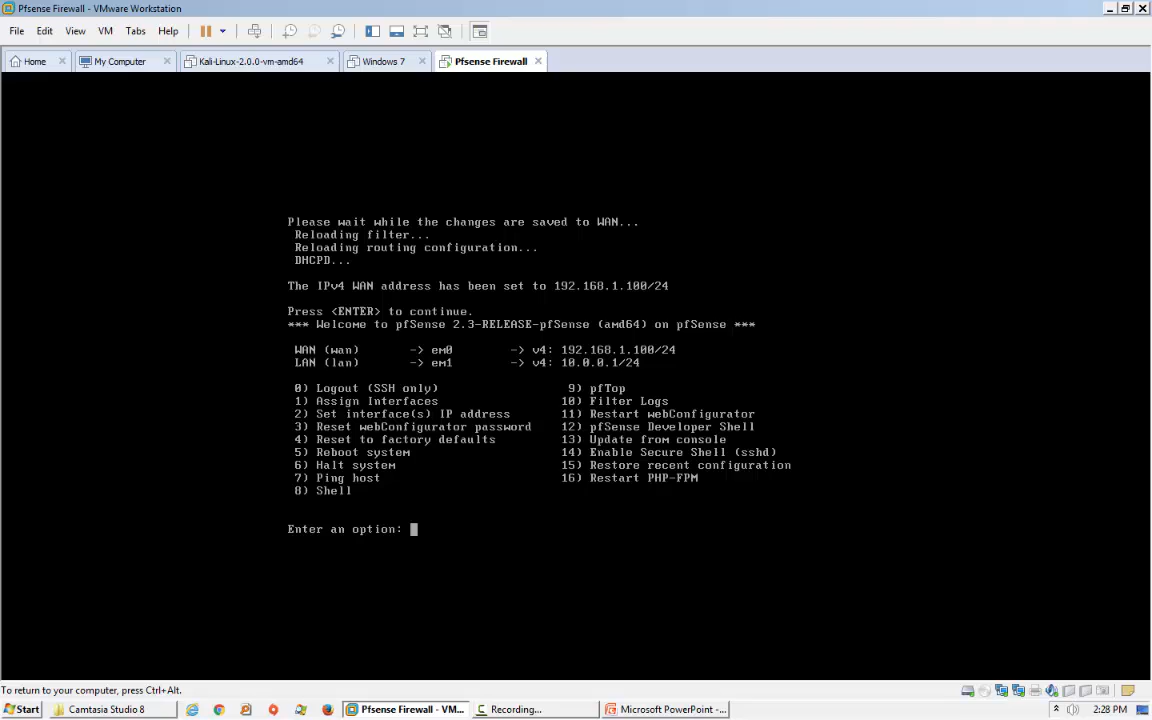 Pfsense Firewall - VMware Workstation
File Edit View VM Tabs Help
Home My Computer Kali-Linux-2.0.0-vm-amd64 Windows 7 Pfsense Firewall
Please wait while the changes are saved to WAN...
Reloading filter...
Reloading routing configuration...
DHCPD...
The IPv4 WAN address has been set to 192.168.1.100/24
Press <ENTER> to continue.
*** Welcome to pfSense 2.3-RELEASE-pfSense (amd64) on pfSense ***
WAN (wan) -> em0 -> v4: 192.168.1.100/24
LAN (lan) -> em1 -> v4: 10.0.0.1/24
0) Logout (SSH only) 9) pfTop
1) Assign Interfaces 10) Filter Logs
2) Set interface(s) IP address 11) Restart webConfigurator
3) Reset webConfigurator password 12) pfSense Developer Shell
4) Reset to factory defaults 13) Update from console
5) Reboot system 14) Enable Secure Shell (sshd)
6) Halt system 15) Restore recent configuration
7) Ping host 16) Restart PHP-FPM
8) Shell
Enter an option:
To return to your computer, press Ctrl+Alt.
Start Camtasia Studio 8 Pfsense Firewall - VM... Recording... Microsoft PowerPoint -... 2:28 PM